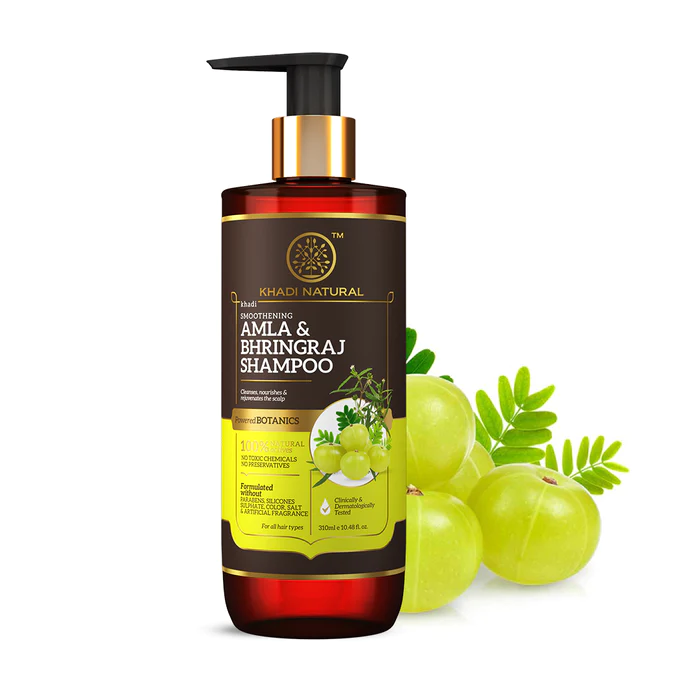 TM
KHADI NATURAL
khadi
SMOOTHENING
AMLA &
BHRINGRAJ
SHAMPOO
Cleanses, nourishes &
rejuvenates the scalp
Powered BOTANICS
100% NATURAL
NO TOXIC CHEMICALS
NO PRESERVATIVES
Formulated
without
PARABENS, SILICONES
SULPHATE, COLOR, SALT
& ARTIFICIAL FRAGRANCE
Clinically &
Dermatologically
Tested
For all hair types
310ml e 10.48 fl. oz.